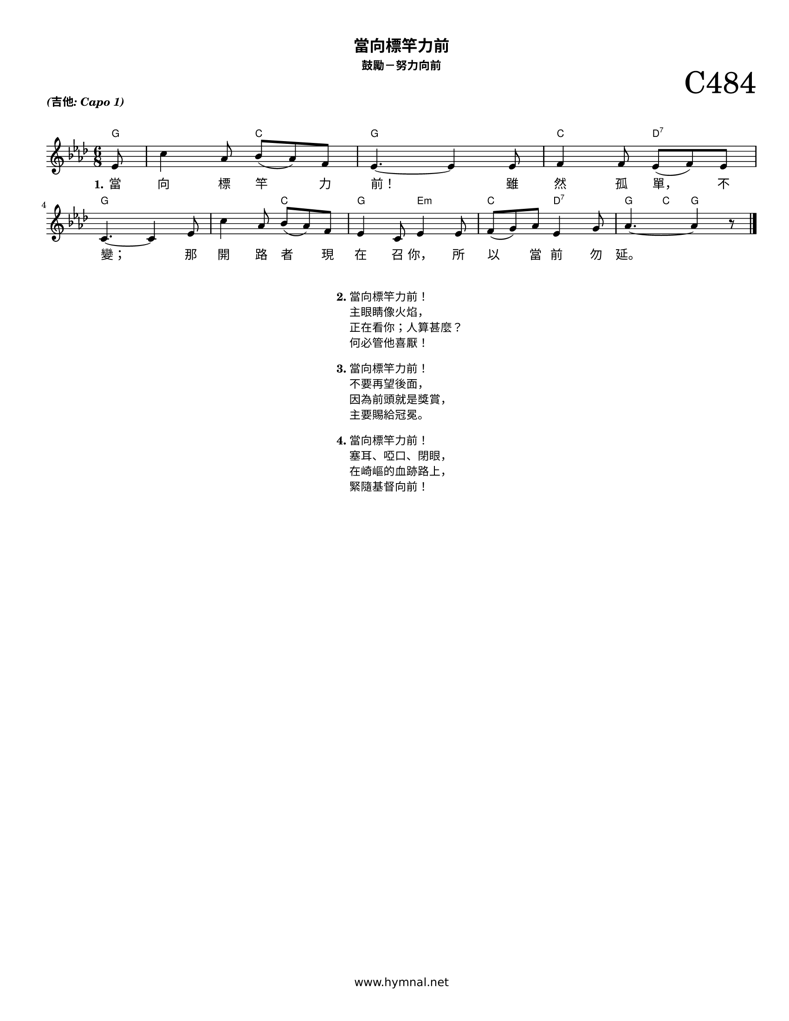 當向標竿力前
鼓勵－努力向前
C484
(吉他: Capo 1)
G C G C D7
6 8
1. 當 向 標 竿 力 前！ 雖 然 孤 單， 不
G C G Em C D7 G C G
4
變； 那 開 路 者 現 在 召 你， 所 以 當 前 勿 延。
2. 當向標竿力前！
主眼睛像火焰，
正在看你；人算甚麼？
何必管他喜厭！
3. 當向標竿力前！
不要再望後面，
因為前頭就是獎賞，
主要賜給冠冕。
4. 當向標竿力前！
塞耳、啞口、閉眼，
在崎嶇的血跡路上，
緊隨基督向前！
www.hymnal.net